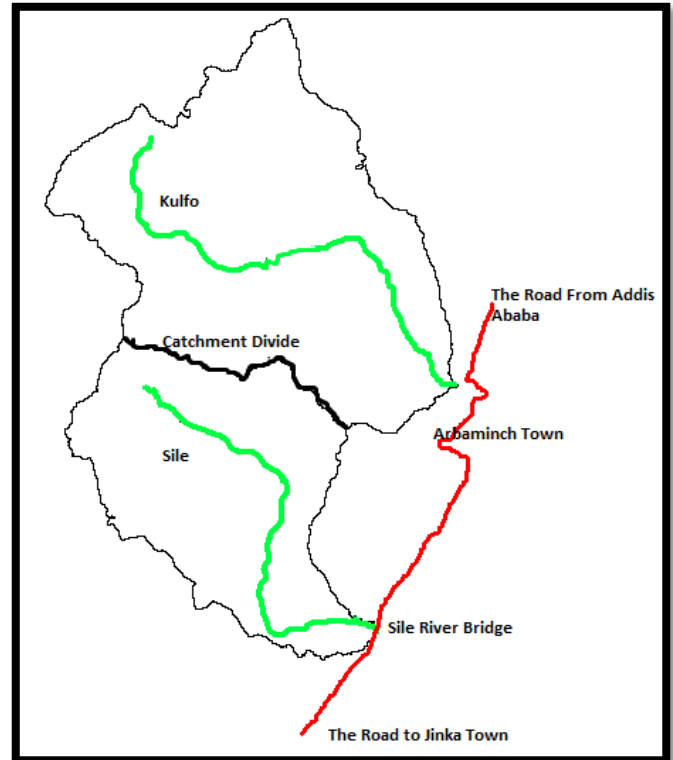 Kulfo
The Road From Addis
Ababa
Catchment Divide
Arbaminch Town
Sile
Sile River Bridge
The Road to Jinka Town